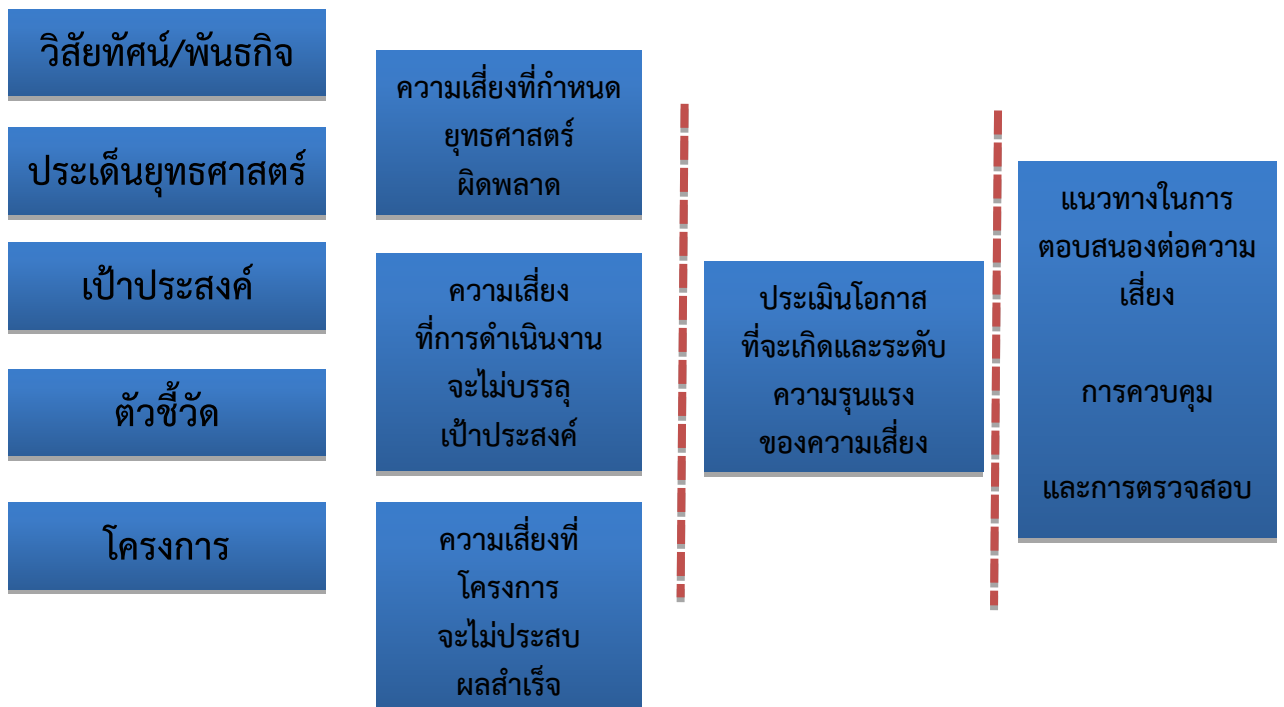 วิสัยทัศน์/พันธกิจ
ประเด็นยุทธศาสตร์
เป้าประสงค์
ตัวชี้วัด
โครงการ
ความเสี่ยงที่กำหนด
ยุทธศาสตร์
ผิดพลาด
ความเสี่ยง
ที่การดำเนินงาน
จะไม่บรรลุ
เป้าประสงค์
ความเสี่ยงที่
โครงการ
จะไม่ประสบ
ผลสำเร็จ
ประเมินโอกาส
ที่จะเกิดและระดับ
ความรุนแรง
ของความเสี่ยง
แนวทางในการ
ตอบสนองต่อความ
เสี่ยง
การควบคุม
และการตรวจสอบ